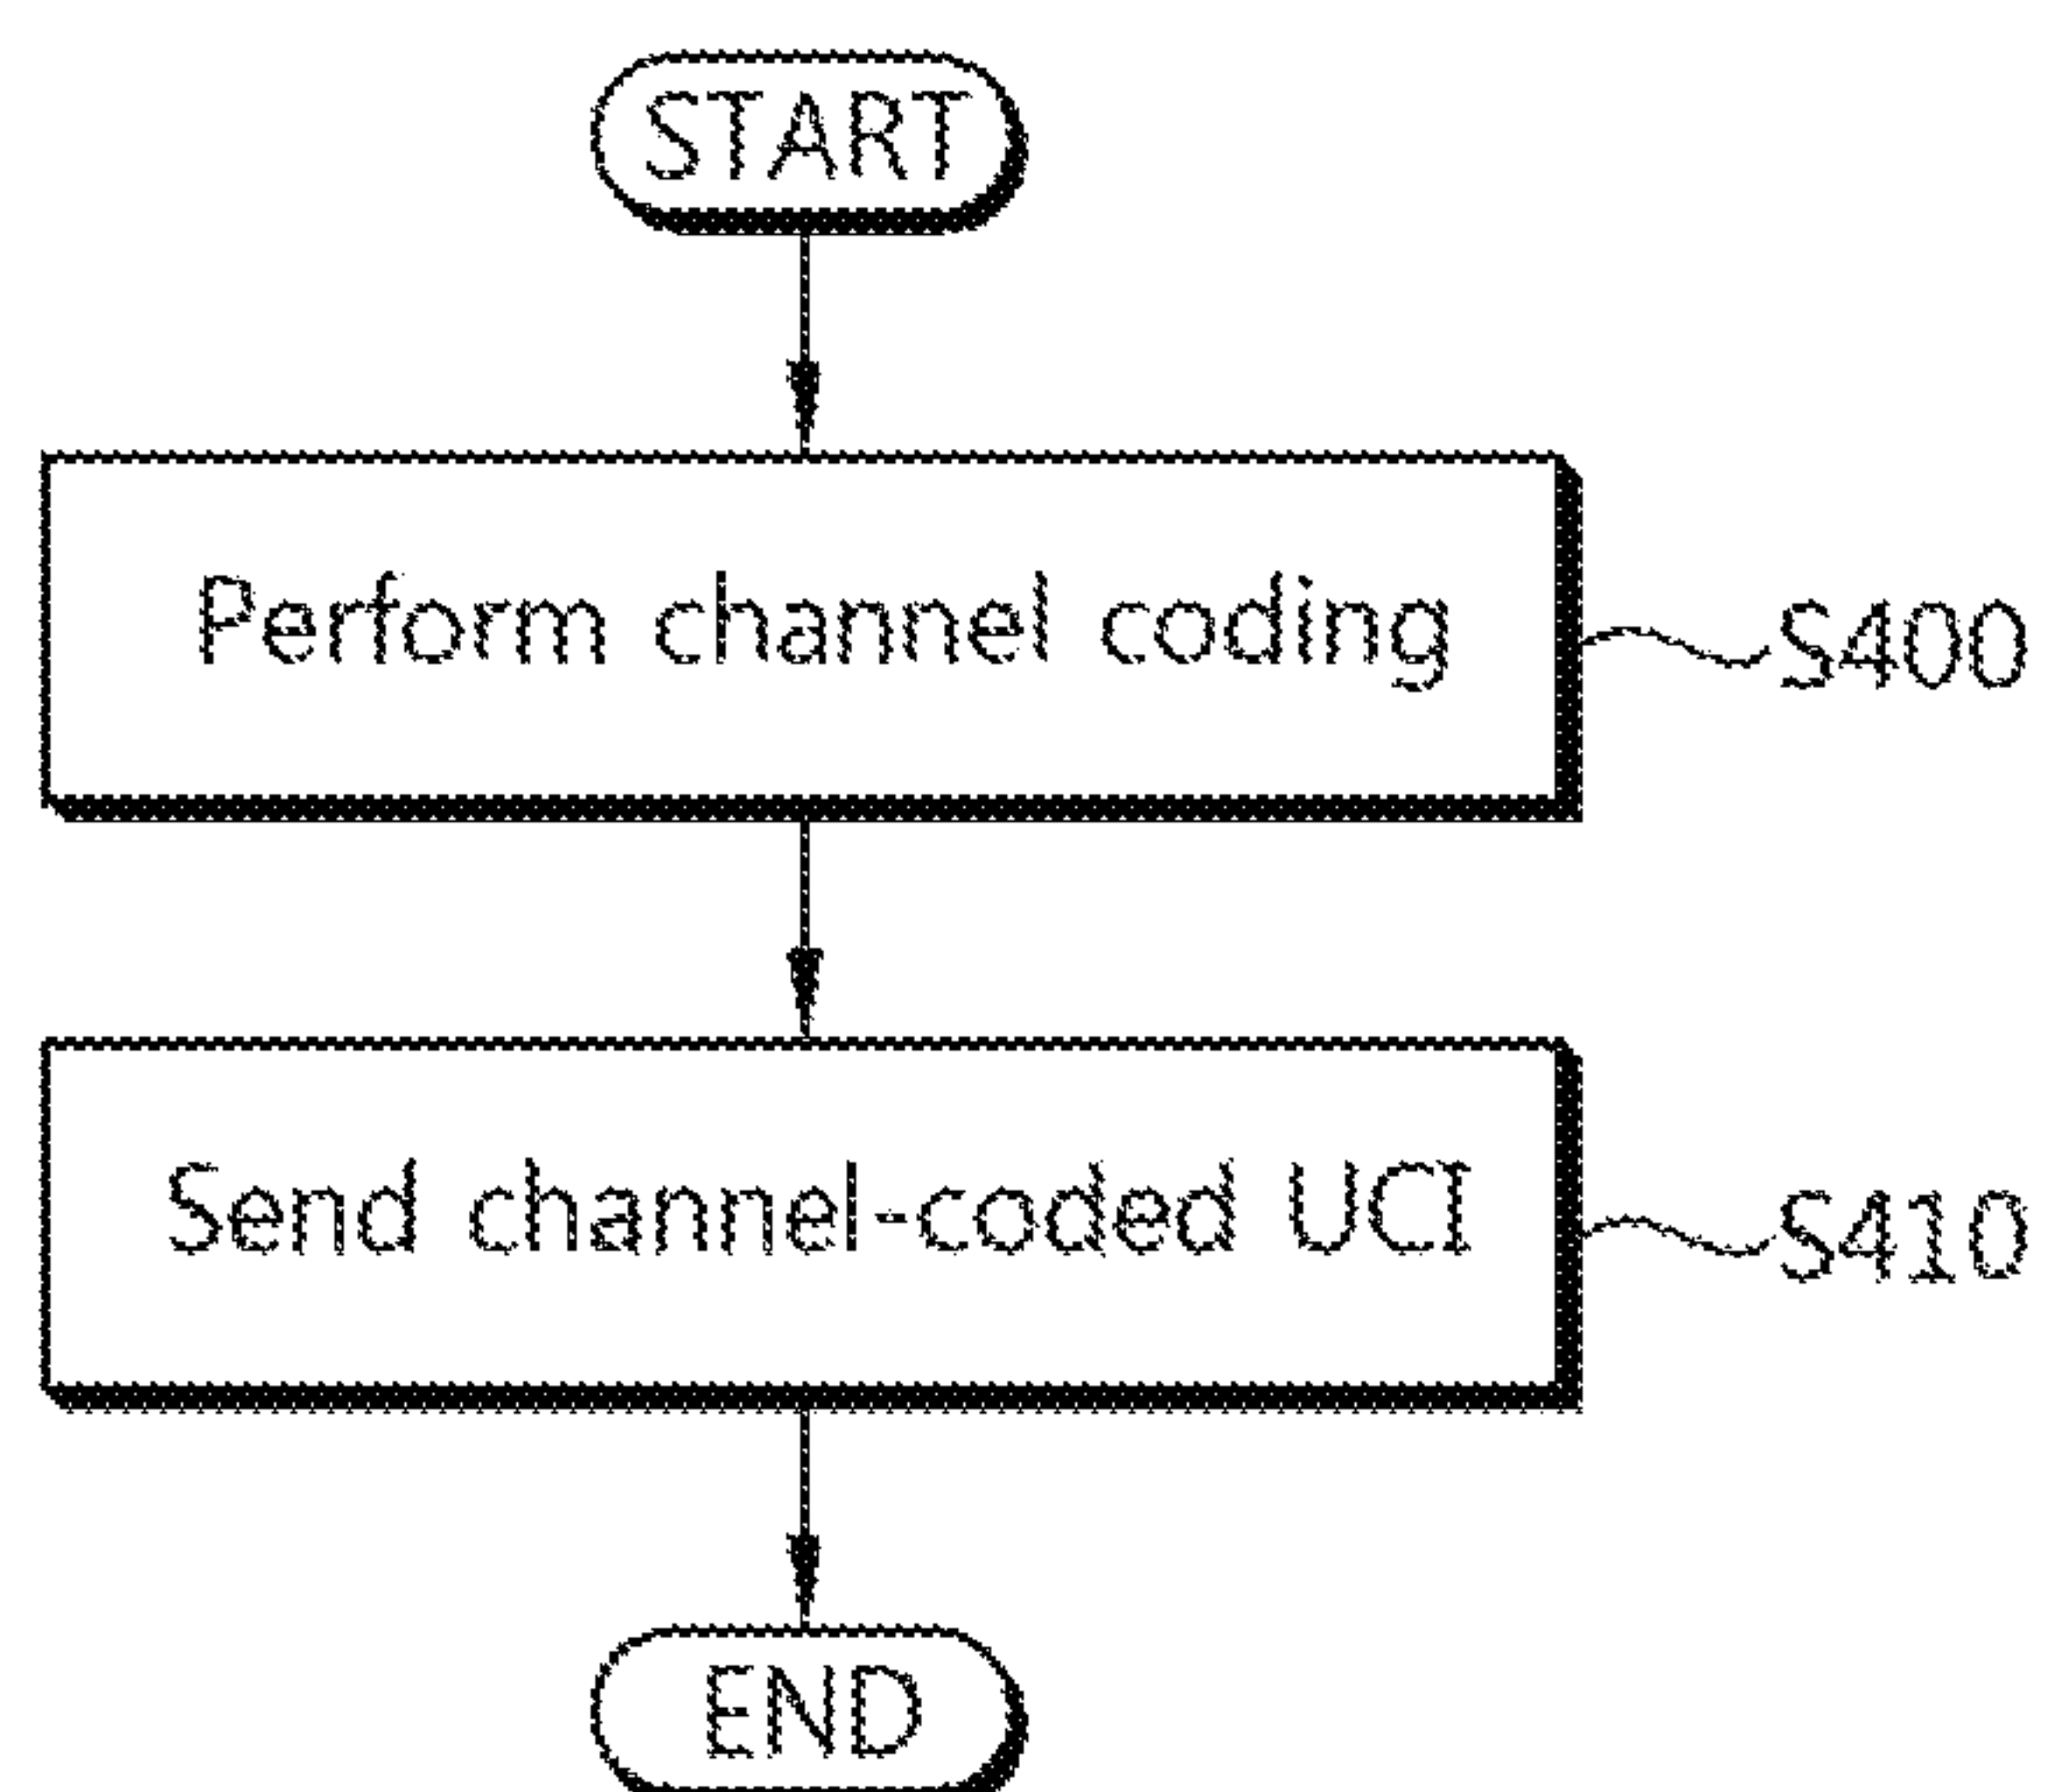 START
Perform channel coding
S400
Send channel-coded UCI
S410
END